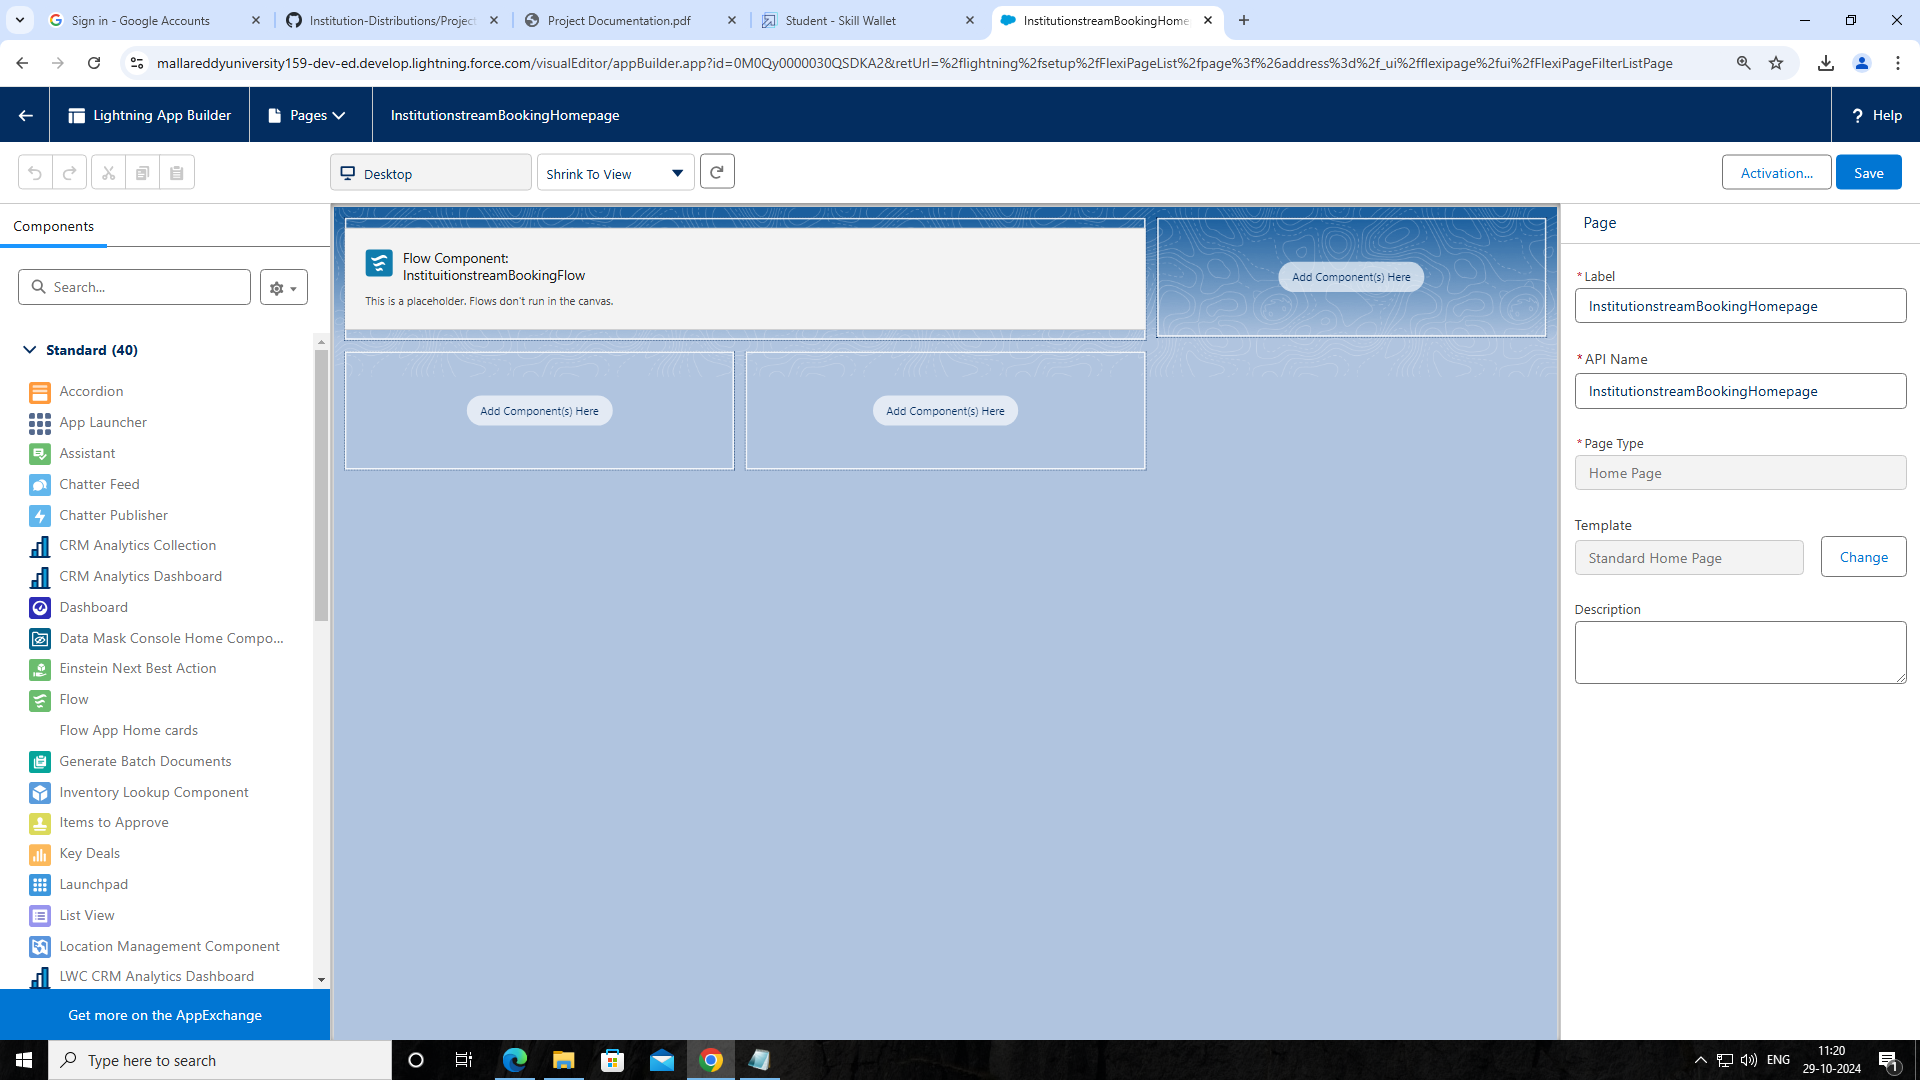 Sign in - Google Accounts
Institution-Distributions/Project
Project Documentation.pdf
Student - Skill Wallet
InstitutionstreamBookingHome
mallareddyuniversity159-dev-ed.develop.lightning.force.com/visualEditor/appBuilder.app?id=0M0Qy0000030QSDKA2&retUrl=%2flightning%2fsetup%2fFlexiPageList%2fpage%3f%26address%3d%2f_ui%2fflexipage%2fui%2fFlexiPageFilterListPage
Lightning App Builder
Pages
InstitutionstreamBookingHomepage
? Help
Desktop
Shrink To View
Activation...
Save
Components
Search...
Standard (40)
Accordion
App Launcher
Assistant
Chatter Feed
Chatter Publisher
CRM Analytics Collection
CRM Analytics Dashboard
Dashboard
Data Mask Console Home Compo...
Einstein Next Best Action
Flow
Flow App Home cards
Generate Batch Documents
Inventory Lookup Component
Items to Approve
Key Deals
Launchpad
List View
Location Management Component
LWC CRM Analytics Dashboard
Get more on the AppExchange
Flow Component:
InstituitionstreamBookingFlow
This is a placeholder. Flows don't run in the canvas.
Add Component(s) Here
Add Component(s) Here
Add Component(s) Here
Page
* Label
InstitutionstreamBookingHomepage
* API Name
InstitutionstreamBookingHomepage
* Page Type
Home Page
Template
Standard Home Page
Change
Description
Type here to search
ENG
11:20
29-10-2024
1